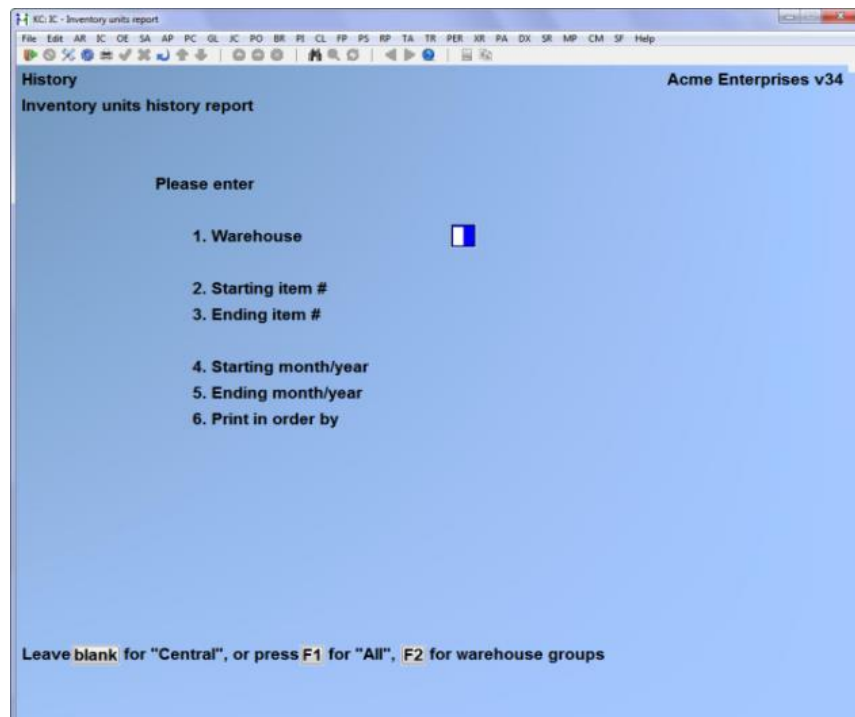 KC: IC - Inventory units report
File Edit AR IC OE SA AP PC GL JC PO BR PI CL FP PS RP TA TR PER XR PA DX SR MP CM SF Help
History Acme Enterprises v34
Inventory units history report
Please enter
1. Warehouse
2. Starting item #
3. Ending item #
4. Starting month/year
5. Ending month/year
6. Print in order by
Leave blank for "Central", or press F1 for "All", F2 for warehouse groups